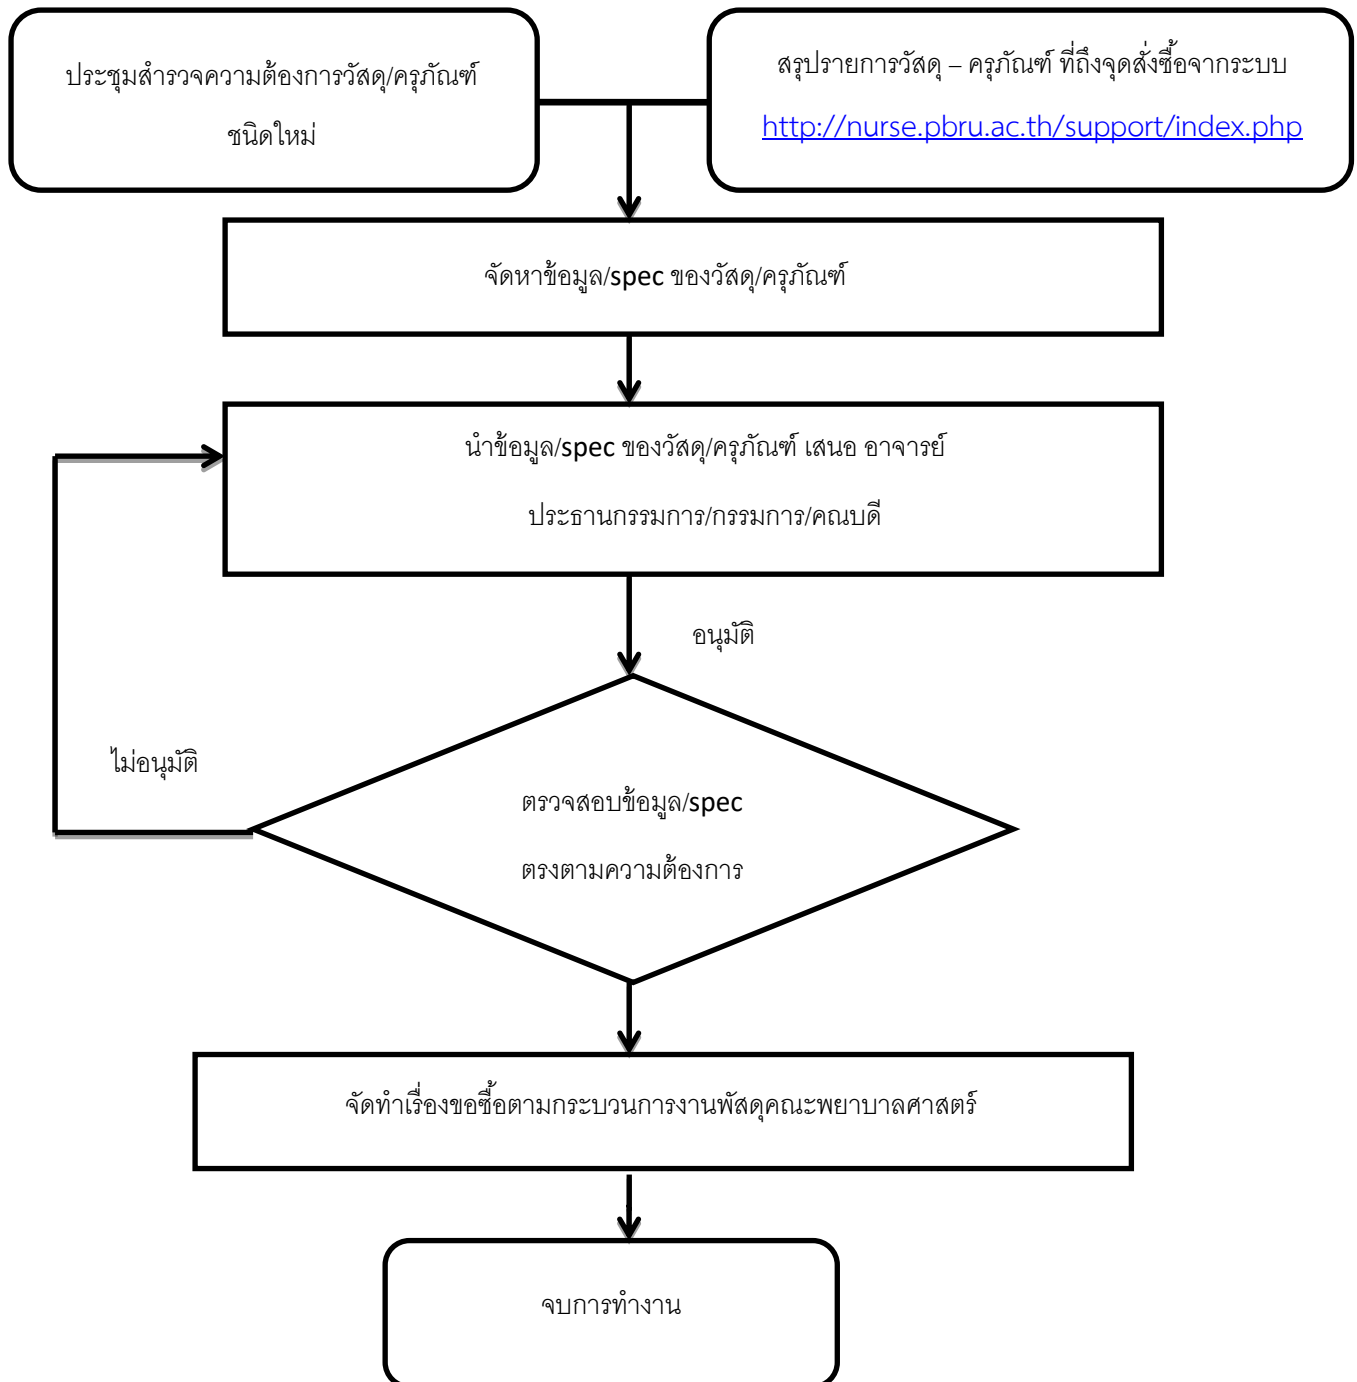 ประชุมสำรวจความต้องการวัสดุ/ครุภัณฑ์
ชนิดใหม่
สรุปรายการวัสดุ – ครุภัณฑ์ ที่ถึงจุดสั่งซื้อจากระบบ
http://nurse.pbru.ac.th/support/index.php
จัดหาข้อมูล/spec ของวัสดุ/ครุภัณฑ์
นำข้อมูล/spec ของวัสดุ/ครุภัณฑ์ เสนอ อาจารย์
ประธานกรรมการ/กรรมการ/คณบดี
อนุมัติ
ไม่อนุมัติ
ตรวจสอบข้อมูล/spec
ตรงตามความต้องการ
จัดทำเรื่องขอซื้อตามกระบวนการงานพัสดุคณะพยาบาลศาสตร์
จบการทำงาน